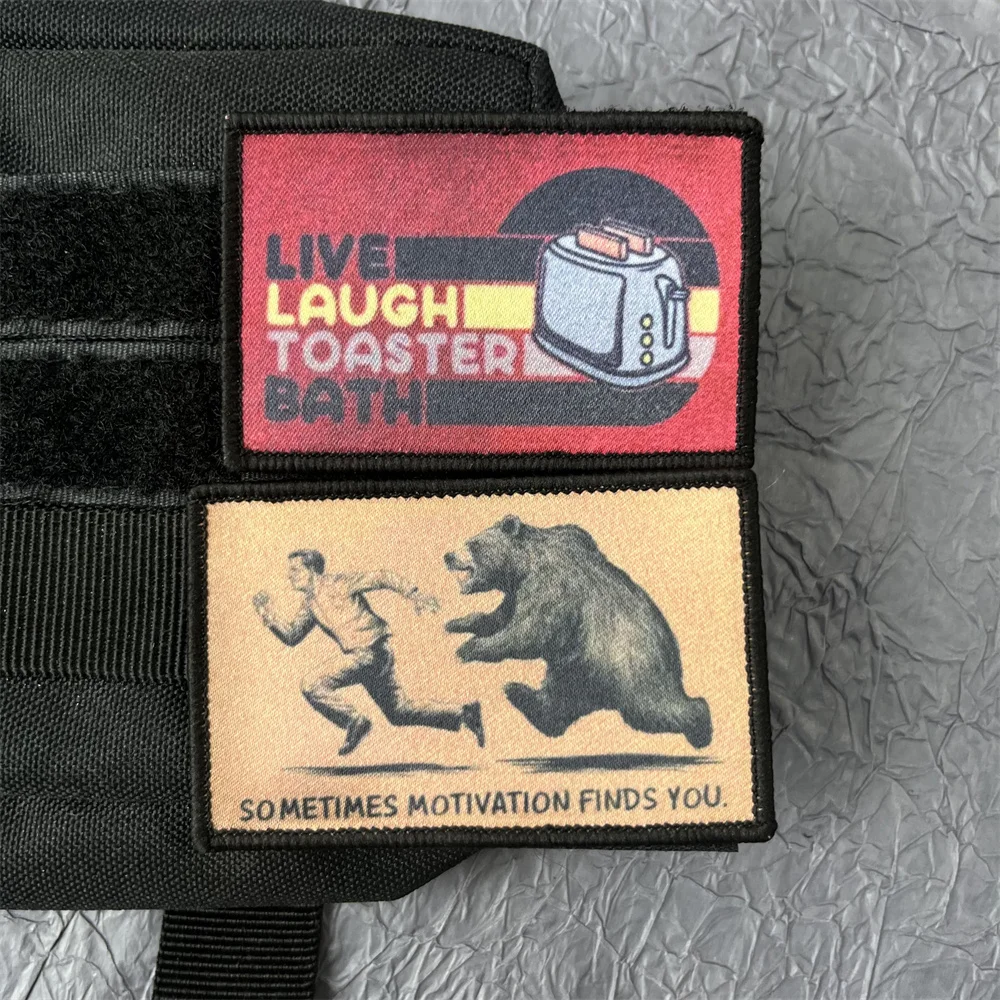 LIVE
LAUGH
TOASTER
BATH
SOMETIMES MOTIVATION FINDS YOU.